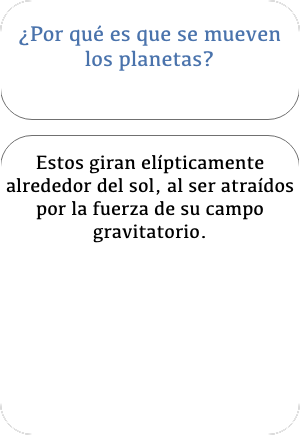 ¿Por qué es que se mueven
los planetas?
Estos giran elípticamente
alrededor del sol, al ser atraídos
por la fuerza de su campo
gravitatorio.